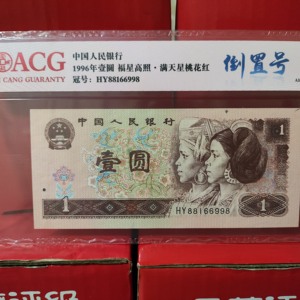 ACG
CANG GUARANTY
中国人民银行
1996年壹圆 福星高照·满天星桃花红
冠号：HY88166998
倒置号
中国人民银行
1
壹圆
1
HY88166998
1